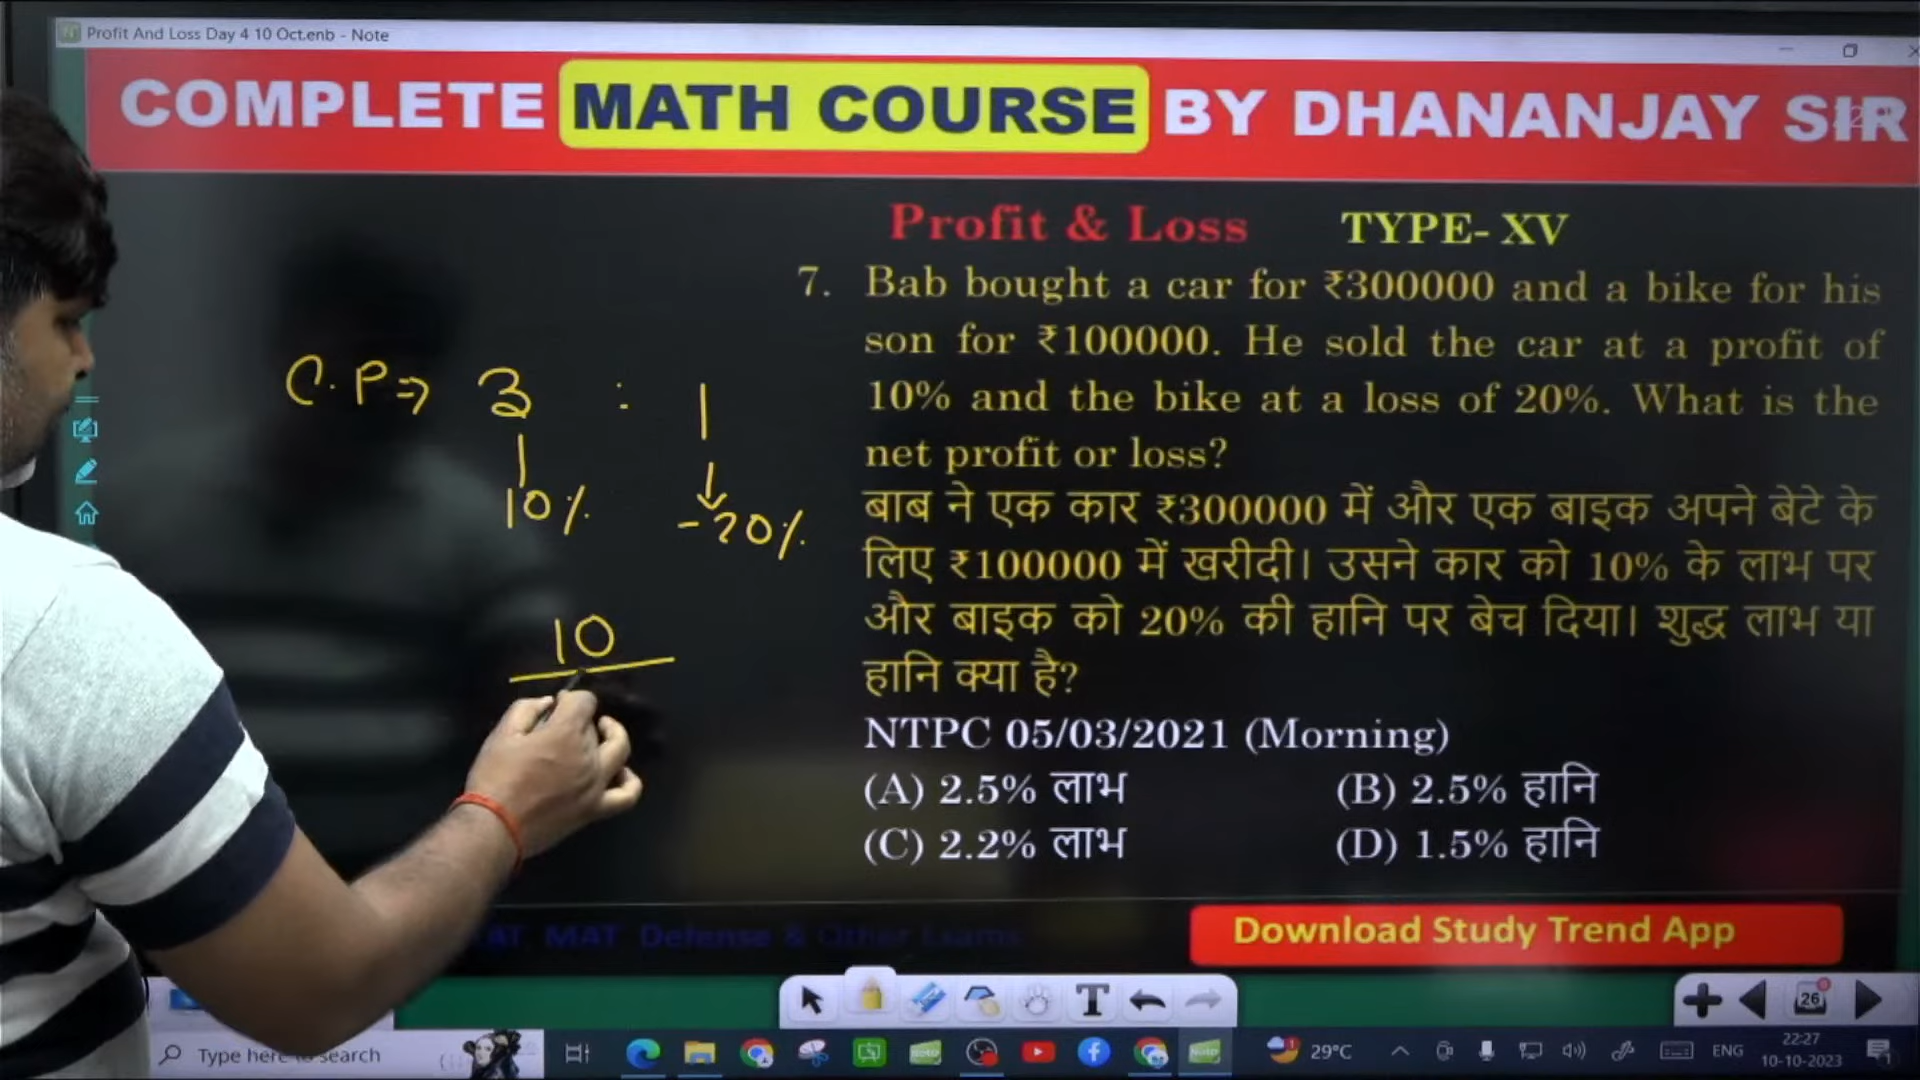 Profit And Loss Day 4 10 Oct.enb - Note
COMPLETE MATH COURSE BY DHANANJAY SIR
Profit & Loss TYPE- XV
7. Bab bought a car for ₹300000 and a bike for his
son for ₹100000. He sold the car at a profit of
10% and the bike at a loss of 20%. What is the
net profit or loss?
बाब ने एक कार ₹300000 में और एक बाइक अपने बेटे के
लिए ₹100000 में खरीदी। उसने कार को 10% के लाभ पर
और बाइक को 20% की हानि पर बेच दिया। शुद्ध लाभ या
हानि क्या है?
NTPC 05/03/2021 (Morning)
(A) 2.5% लाभ (B) 2.5% हानि
(C) 2.2% लाभ (D) 1.5% हानि
C.P⇒ 3 : 1
10% -20%
10
MAT Defense & Other Exams
Download Study Trend App
T
26
Type here to search
29°C
ENG
22:27
10-10-2023